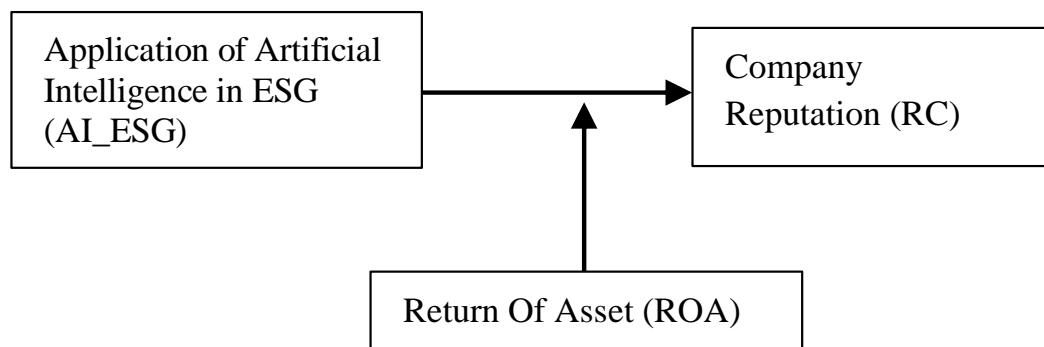 Application of Artificial
Intelligence in ESG
(AI_ESG)
Company
Reputation (RC)
Return Of Asset (ROA)